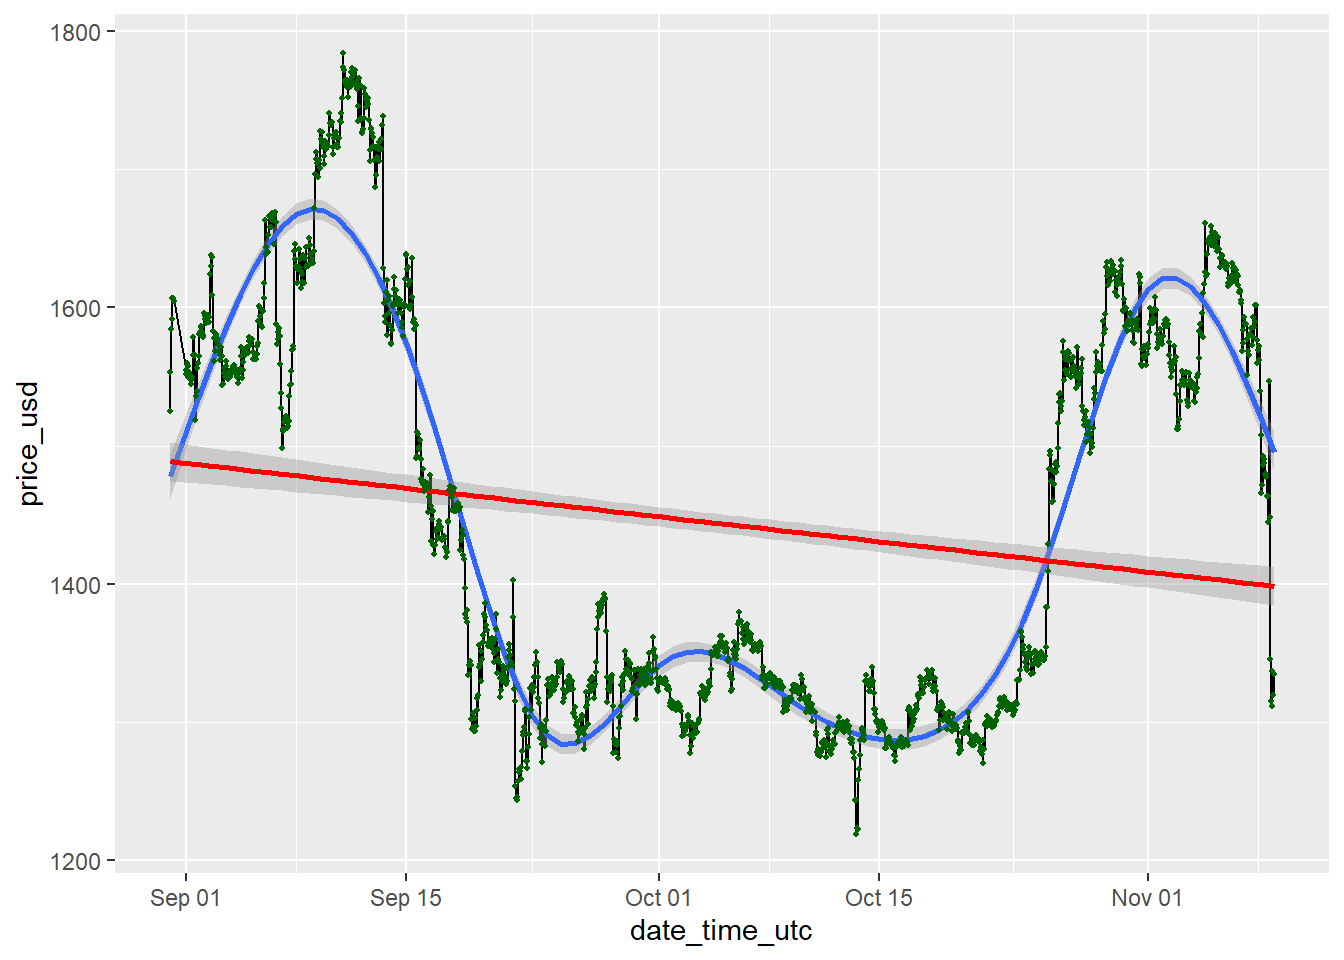 1800
1600
1400
1200
price_usd
Sep 01
Sep 15
Oct 01
Oct 15
Nov 01
date_time_utc